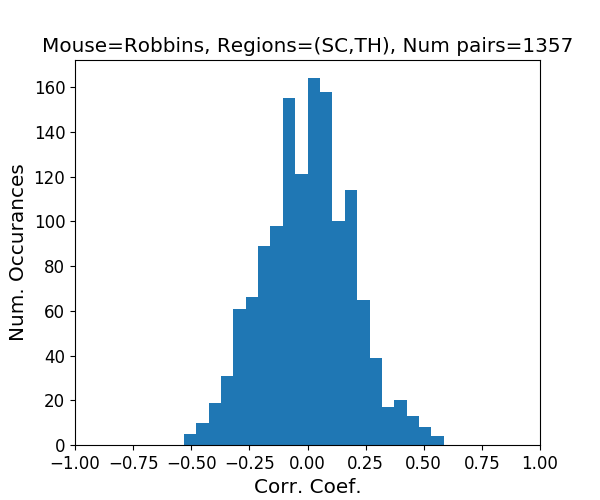 Mouse=Robbins, Regions=(SC,TH), Num pairs=1357
Num. Occurances
160
140
120
100
80
60
40
20
0
−1.00 −0.75 −0.50 −0.25 0.00 0.25 0.50 0.75 1.00
Corr. Coef.